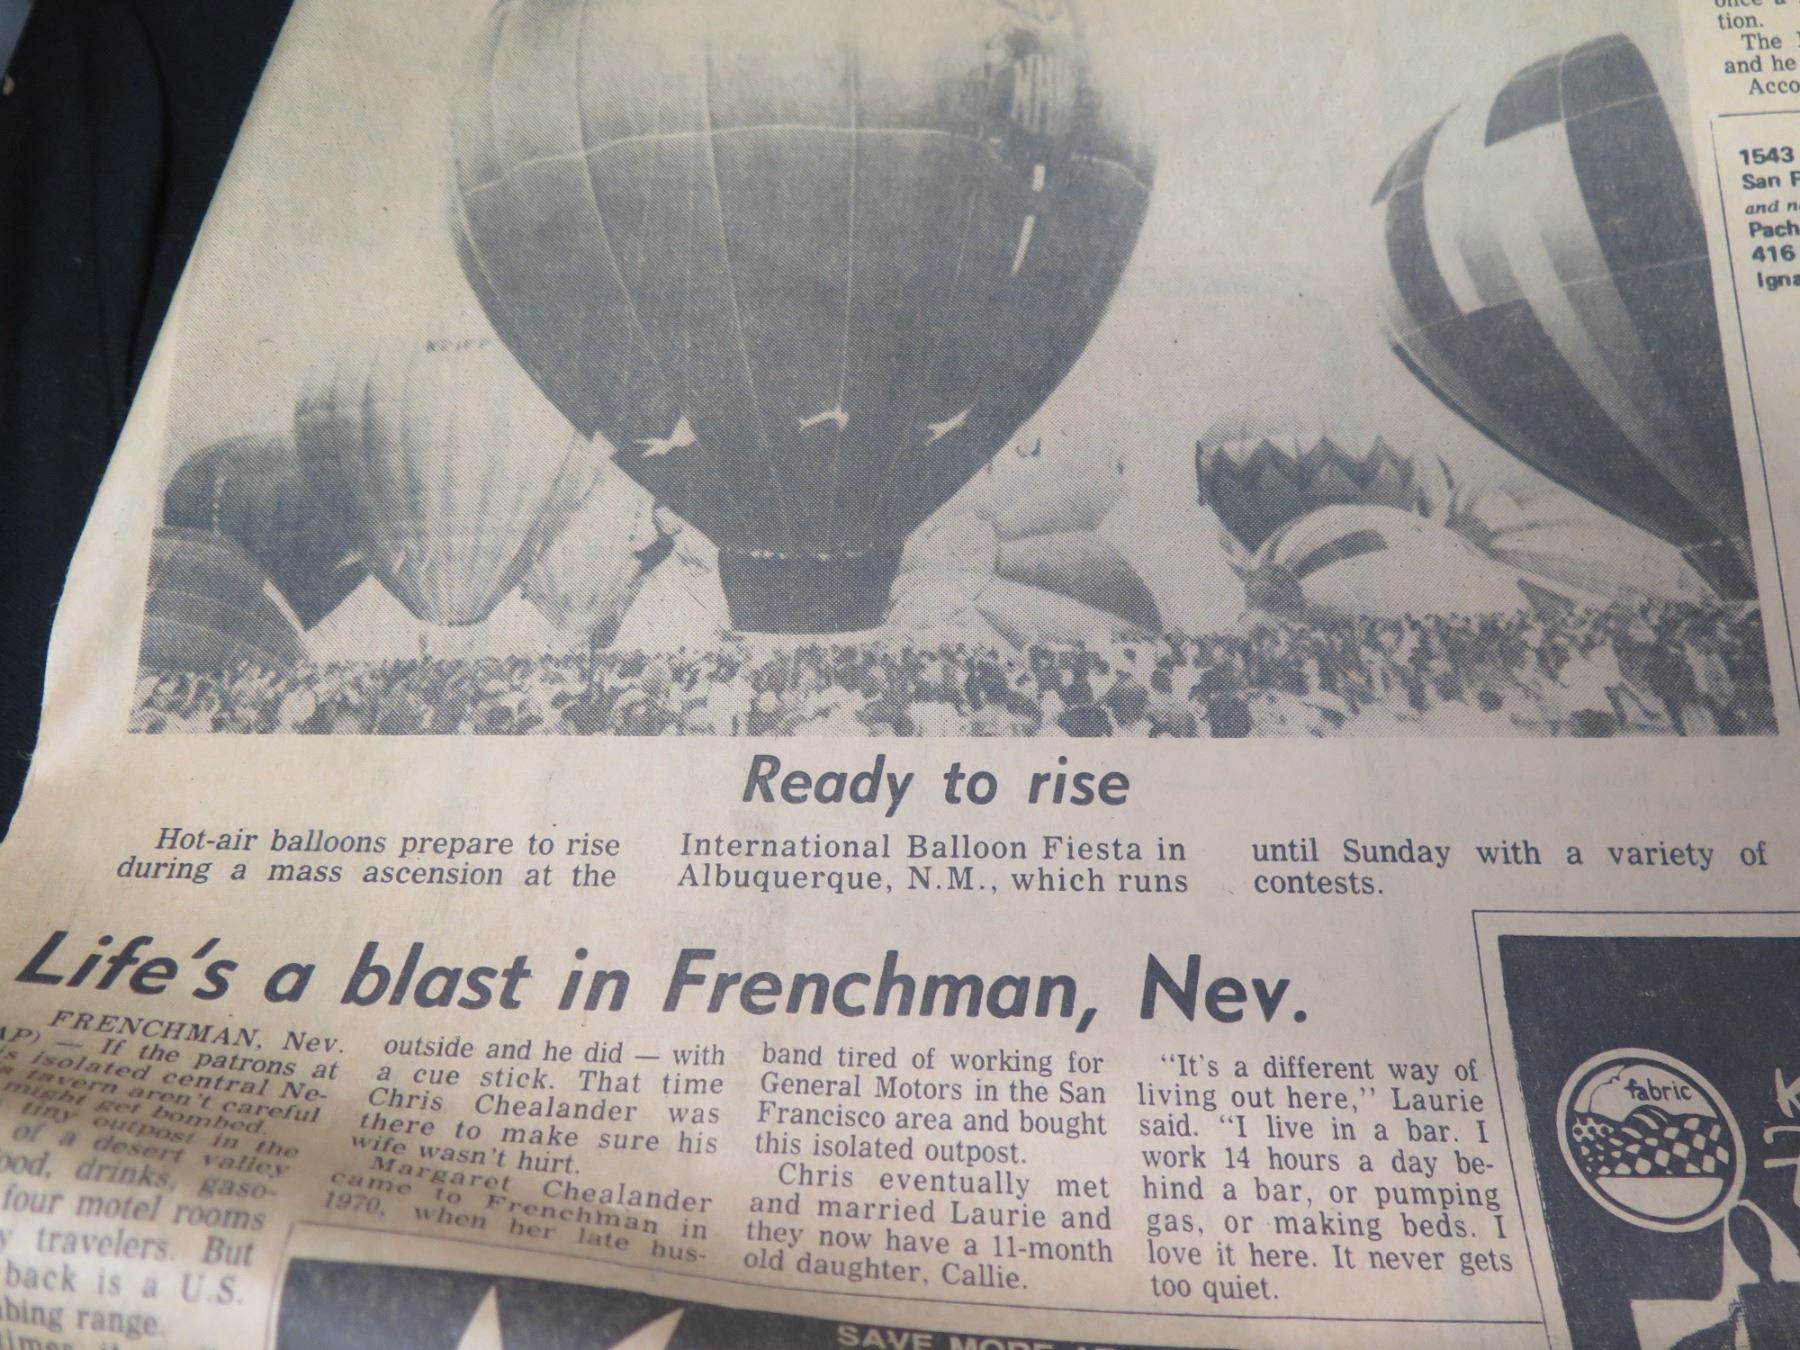 tion.
The
and he
Acco
1543
San F
and n
Pach
416
Igna
Ready to rise
Hot-air balloons prepare to rise
during a mass ascension at the
International Balloon Fiesta in
Albuquerque, N.M., which runs
until Sunday with a variety of
contests.
Life's a blast in Frenchman, Nev.
FRENCHMAN, Nev.
AP) — If the patrons at
s isolated central Ne-
s tavern aren't careful
might get bombed.
tiny outpost in the
of a desert valley
ood, drinks, gaso-
four motel rooms
y travelers. But
back is a U.S.
bing range.
outside and he did — with
a cue stick. That time
Chris Chealander was
there to make sure his
wife wasn't hurt.
Margaret Chealander
came to Frenchman in
1970, when her late hus-
band tired of working for
General Motors in the San
Francisco area and bought
this isolated outpost.
Chris eventually met
and married Laurie and
they now have a 11-month
old daughter, Callie.
"It's a different way of
living out here," Laurie
said. "I live in a bar. I
work 14 hours a day be-
hind a bar, or pumping
gas, or making beds. I
love it here. It never gets
too quiet.
fabric
SAVE MORE